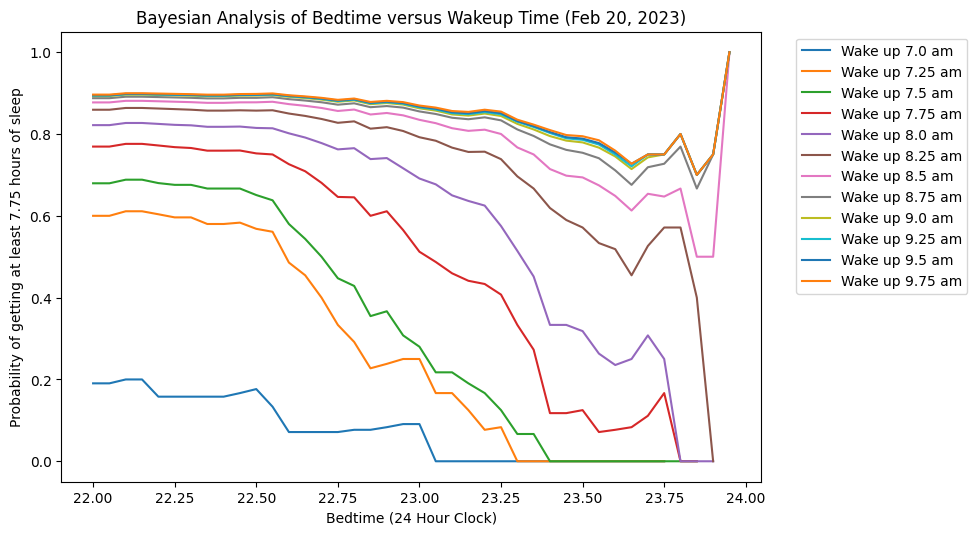 Bayesian Analysis of Bedtime versus Wakeup Time (Feb 20, 2023)
Probability of getting at least 7.75 hours of sleep
1.0
0.8
0.6
0.4
0.2
0.0
22.00 22.25 22.50 22.75 23.00 23.25 23.50 23.75 24.00
Bedtime (24 Hour Clock)
Wake up 7.0 am
Wake up 7.25 am
Wake up 7.5 am
Wake up 7.75 am
Wake up 8.0 am
Wake up 8.25 am
Wake up 8.5 am
Wake up 8.75 am
Wake up 9.0 am
Wake up 9.25 am
Wake up 9.5 am
Wake up 9.75 am